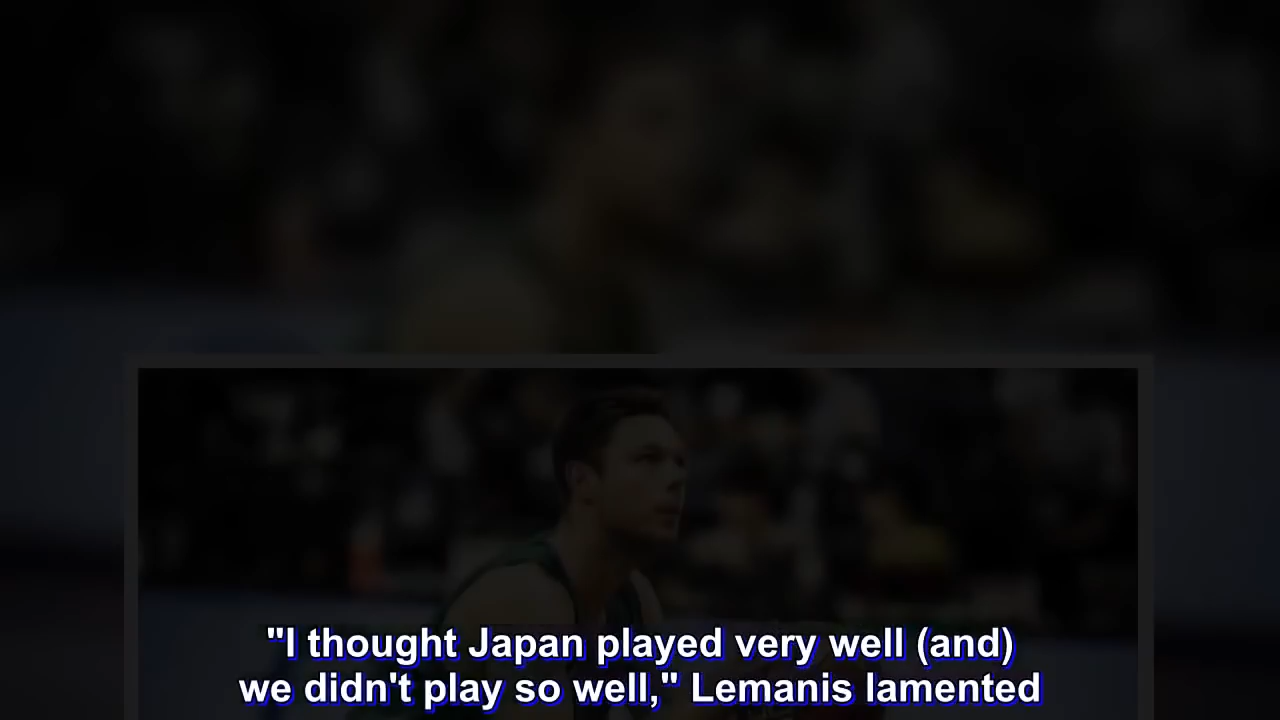 "I thought Japan played very well (and)
we didn't play so well," Lemanis lamented